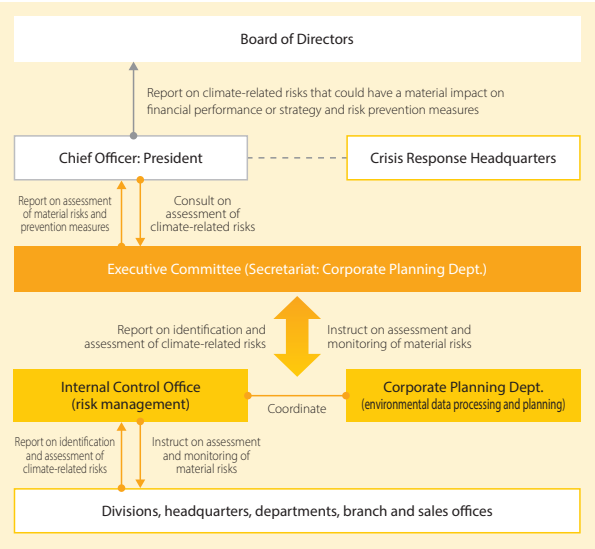 Board of Directors
Report on climate-related risks that could have a material impact on
financial performance or strategy and risk prevention measures
Chief Officer: President
Crisis Response Headquarters
Report on assessment
of material risks and
prevention measures
Consult on
assessment of
climate-related risks
Executive Committee (Secretariat: Corporate Planning Dept.)
Report on identification and
assessment of climate-related risks
Instruct on assessment and
monitoring of material risks
Internal Control Office
(risk management)
Coordinate
Corporate Planning Dept.
(environmental data processing and planning)
Report on identification
and assessment of
climate-related risks
Instruct on assessment
and monitoring of
material risks
Divisions, headquarters, departments, branch and sales offices